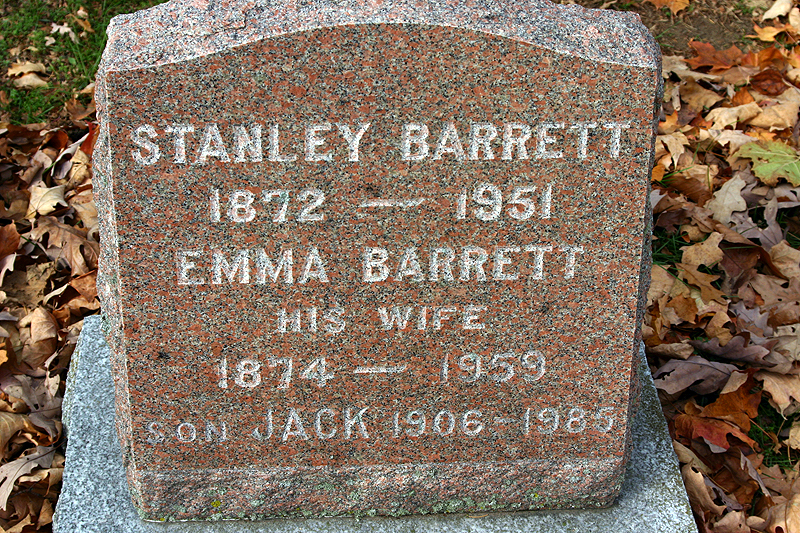 STANLEY BARRETT
1872 — 1951
EMMA BARRETT
HIS WIFE
1874 — 1959
SON JACK 1906 - 1985